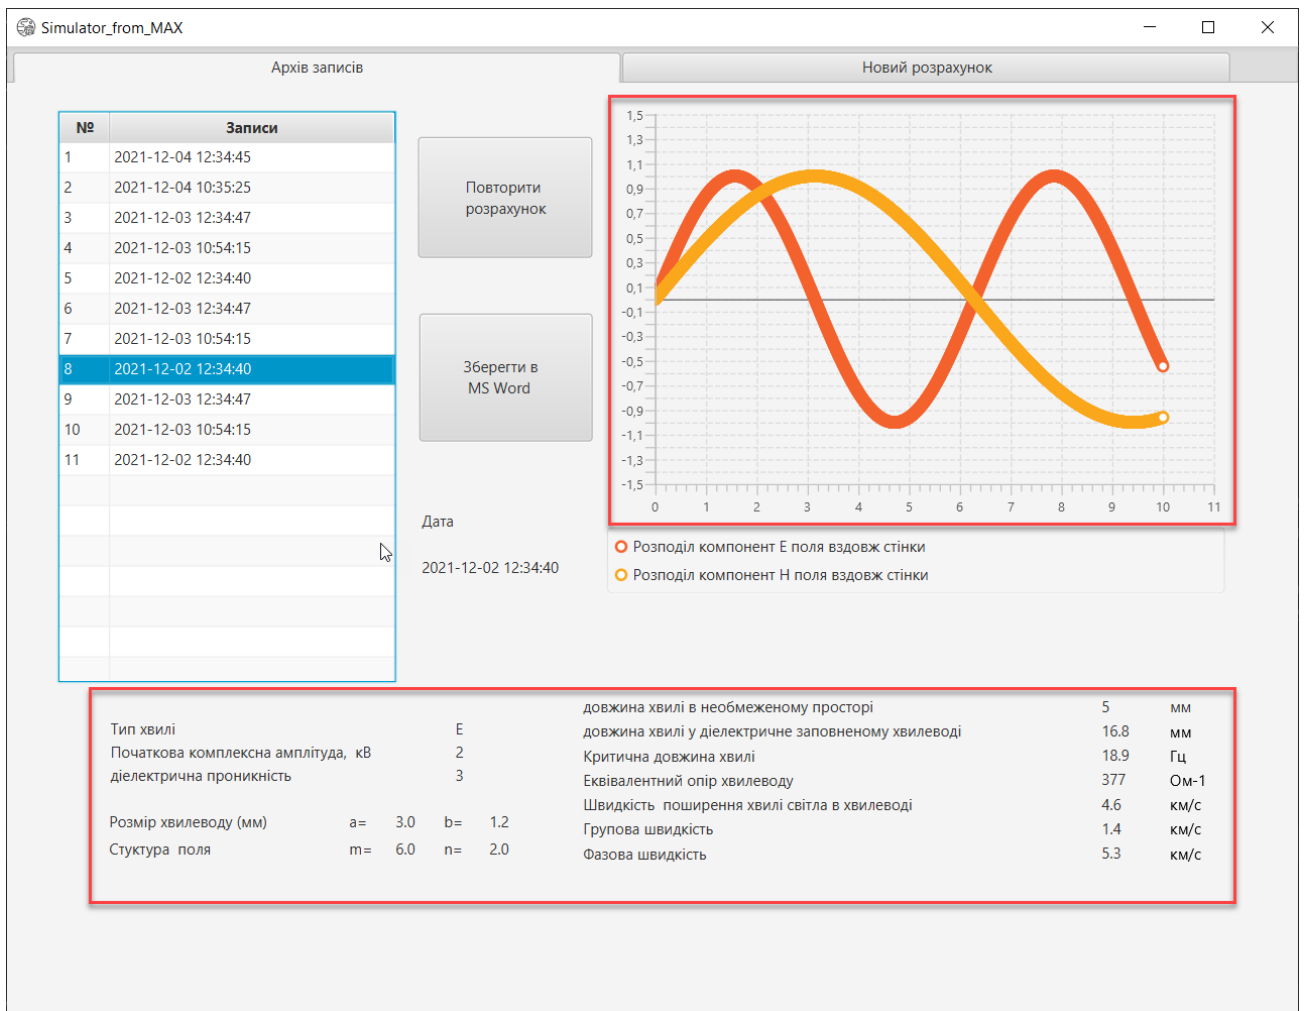 Simulator_from_MAX
Архів записів
Новий розрахунок
№ Записи
1 2021-12-04 12:34:45
2 2021-12-04 10:35:25
3 2021-12-03 12:34:47
4 2021-12-03 10:54:15
5 2021-12-02 12:34:40
6 2021-12-03 12:34:47
7 2021-12-03 10:54:15
8 2021-12-02 12:34:40
9 2021-12-03 12:34:47
10 2021-12-03 10:54:15
11 2021-12-02 12:34:40
Повторити
розрахунок
Зберегти в
MS Word
Дата
2021-12-02 12:34:40
1,5
1,3
1,1
0,9
0,7
0,5
0,3
0,1
-0,1
-0,3
-0,5
-0,7
-0,9
-1,1
-1,3
-1,5
0 1 2 3 4 5 6 7 8 9 10 11
Розподіл компонент E поля вздовж стінки
Розподіл компонент H поля вздовж стінки
Тип хвилі E
Початкова комплексна амплітуда, кВ 2
діелектрична проникність 3
Розмір хвилеводу (мм) a= 3.0 b= 1.2
Стуктура поля m= 6.0 n= 2.0
довжина хвилі в необмеженому просторі 5 мм
довжина хвилі у діелектричне заповненому хвилеводі 16.8 мм
Критична довжина хвилі 18.9 Гц
Еквівалентний опір хвилеводу 377 Ом-1
Швидкість поширення хвилі світла в хвилеводі 4.6 км/с
Групова швидкість 1.4 км/с
Фазова швидкість 5.3 км/с